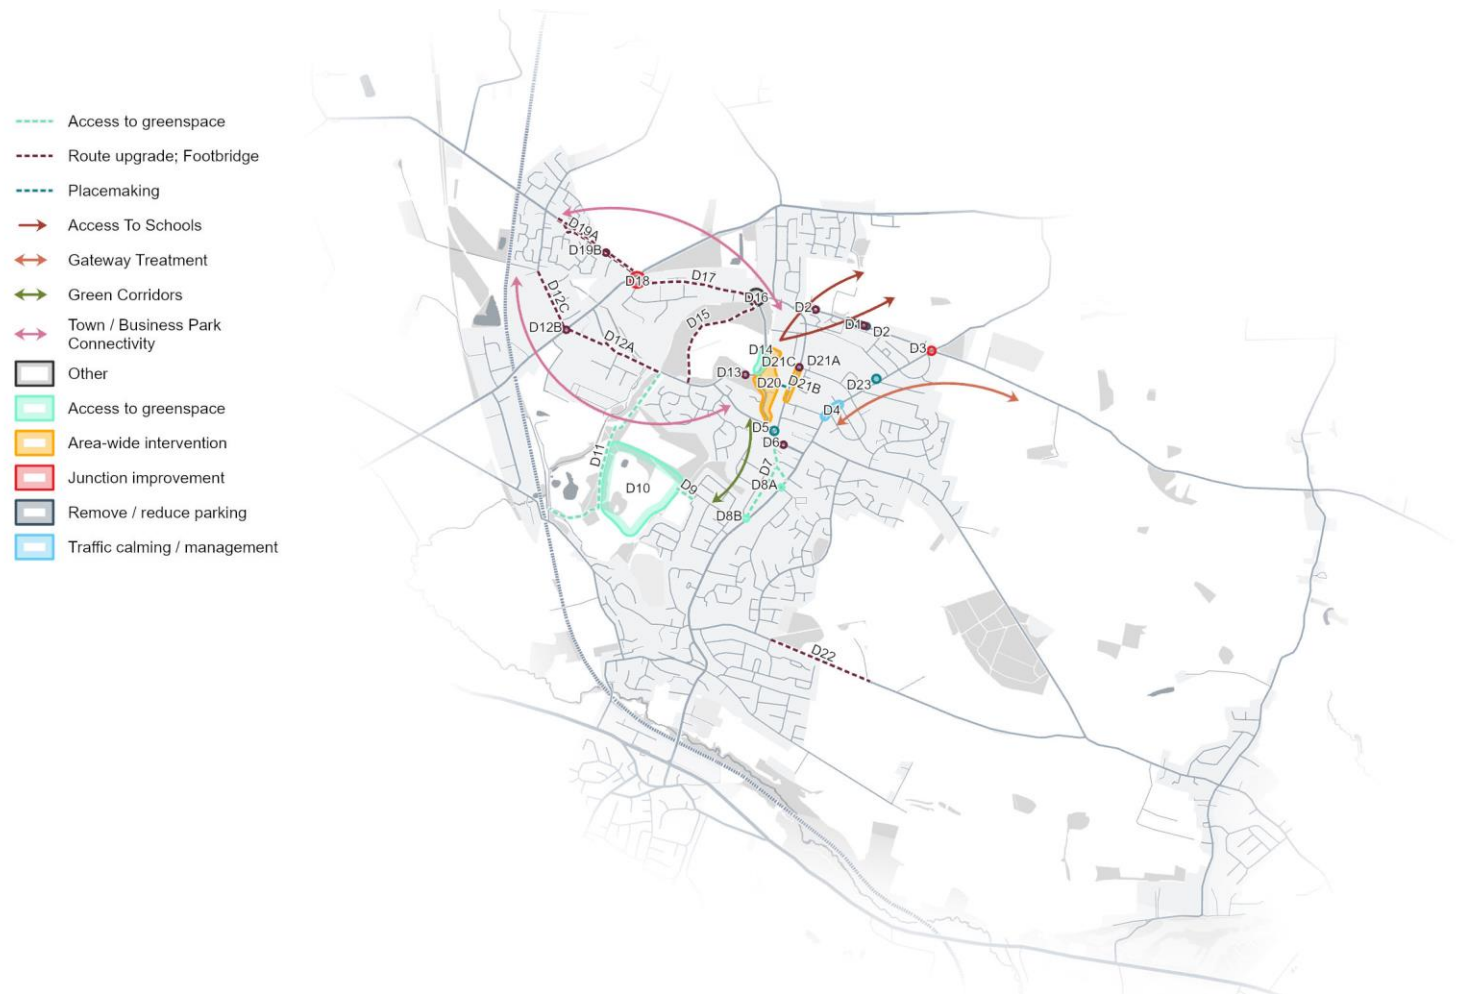 Access to greenspace
Route upgrade; Footbridge
Placemaking
Access To Schools
Gateway Treatment
Green Corridors
Town / Business Park
Connectivity
Other
Access to greenspace
Area-wide intervention
Junction improvement
Remove / reduce parking
Traffic calming / management
D19A
D19B
D18
D17
D16
D12C
D15
D2
D12B
D1
D2
D12A
D3
D14
D21C
D21A
D13
D20
D21B
D23
D4
D5
D6
D11
D7
D10
D9
D8A
D8B
D22